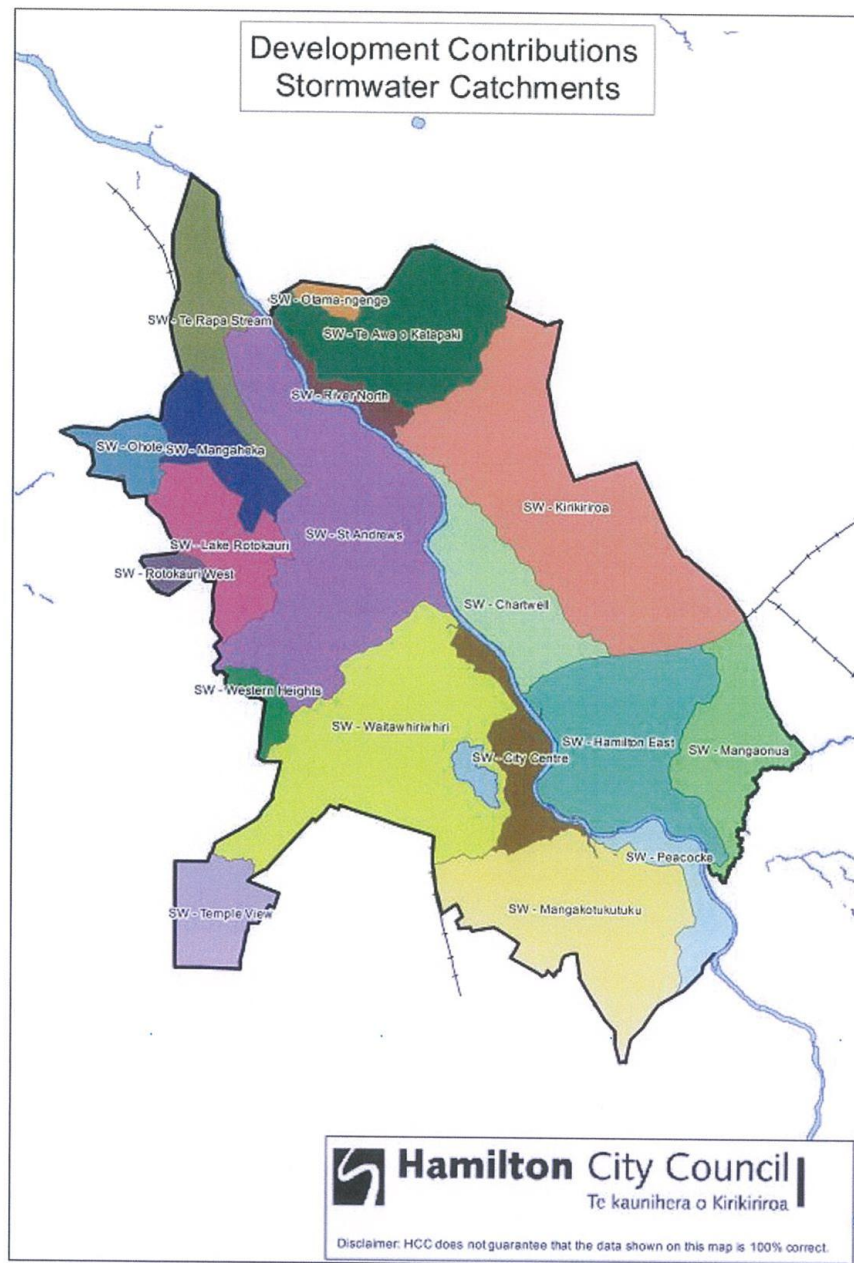 Development Contributions
Stormwater Catchments
SW - Otama-ngenge
SW - Te Rapa Stream
SW - Te Awa o Katapaki
SW - River North
SW - Ohote
SW - Mangaheka
SW - Kirikiriroa
SW - St Andrews
SW - Lake Rotokauri
SW - Rotokauri West
SW - Chartwell
SW - Western Heights
SW - Waitawhiriwhiri
SW - Hamilton East
SW - Mangaonua
SW - City Centre
SW - Peacocke
SW - Mangakotukutuku
SW - Temple View
Hamilton City Council
Te kaunihera o Kirikiriroa
Disclaimer: HCC does not guarantee that the data shown on this map is 100% correct.